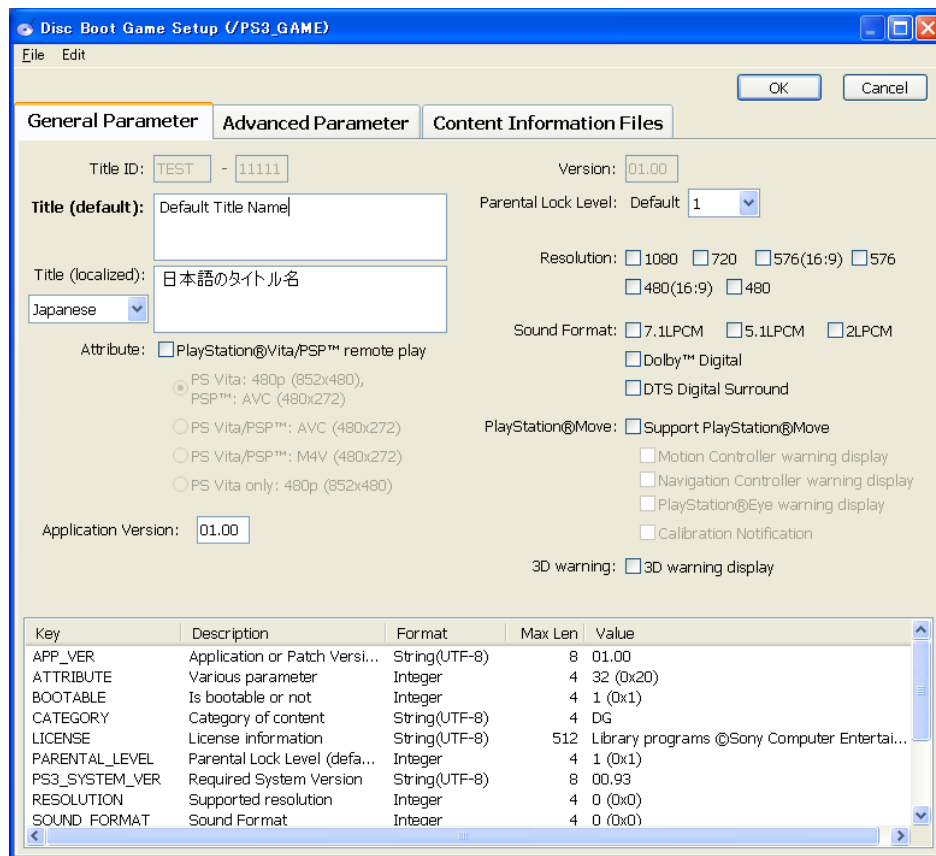 Disc Boot Game Setup (/PS3_GAME)
File Edit
OK Cancel
General Parameter Advanced Parameter Content Information Files
Title ID: TEST - 11111
Title (default): Default Title Name
Title (localized): 日本語のタイトル名
Japanese
Attribute: PlayStation®Vita/PSP™ remote play
PS Vita: 480p (852x480),
PSP™: AVC (480x272)
PS Vita/PSP™: AVC (480x272)
PS Vita/PSP™: M4V (480x272)
PS Vita only: 480p (852x480)
Application Version: 01.00
Version: 01.00
Parental Lock Level: Default 1
Resolution: 1080 720 576(16:9) 576
480(16:9) 480
Sound Format: 7.1LPCM 5.1LPCM 2LPCM
Dolby™ Digital
DTS Digital Surround
PlayStation®Move: Support PlayStation®Move
Motion Controller warning display
Navigation Controller warning display
PlayStation®Eye warning display
Calibration Notification
3D warning: 3D warning display
Key Description Format Max Len Value
APP_VER Application or Patch Versi... String(UTF-8) 8 01.00
ATTRIBUTE Various parameter Integer 4 32 (0x20)
BOOTABLE Is bootable or not Integer 4 1 (0x1)
CATEGORY Category of content String(UTF-8) 4 DG
LICENSE License information String(UTF-8) 512 Library programs ©Sony Computer Entertai...
PARENTAL_LEVEL Parental Lock Level (defa... Integer 4 1 (0x1)
PS3_SYSTEM_VER Required System Version String(UTF-8) 8 00.93
RESOLUTION Supported resolution Integer 4 0 (0x0)
SOUND_FORMAT Sound Format Integer 4 0 (0x0)